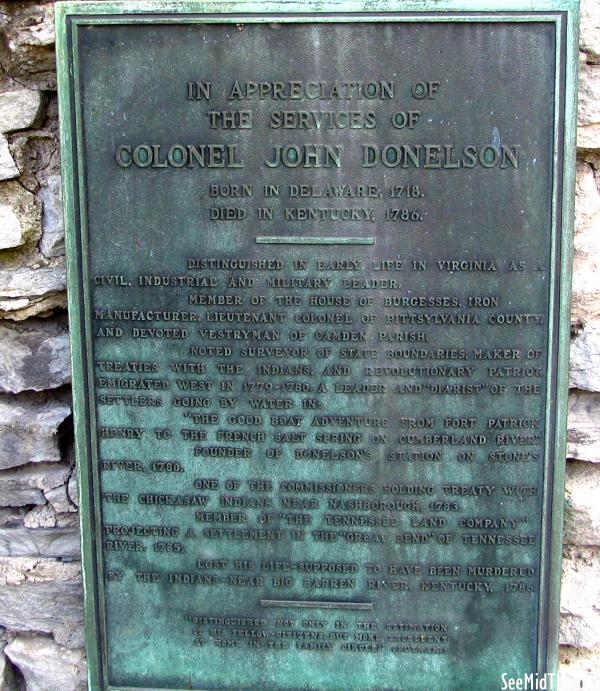 IN APPRECIATION OF
THE SERVICES OF
COLONEL JOHN DONELSON
BORN IN DELAWARE, 1718.
DIED IN KENTUCKY, 1786.
DISTINGUISHED IN EARLY LIFE IN VIRGINIA AS A
CIVIL, INDUSTRIAL AND MILITARY LEADER.
MEMBER OF THE HOUSE OF BURGESSES, IRON
MANUFACTURER, LIEUTENANT COLONEL OF PITTSYLVANIA COUNTY,
AND DEVOTED VESTRYMAN OF CAMDEN PARISH.
NOTED SURVEYOR OF STATE BOUNDARIES, MAKER OF
TREATIES WITH THE INDIANS, AND REVOLUTIONARY PATRIOT
EMIGRATED WEST IN 1779-1780. A LEADER AND "DIARIST" OF THE
SETTLERS GOING BY WATER IN:
"THE GOOD BOAT ADVENTURE FROM FORT PATRICK
HENRY TO THE FRENCH SALT SPRING ON CUMBERLAND RIVER."
FOUNDER OF DONELSON'S STATION ON STONE'S
RIVER, 1780.
ONE OF THE COMMISSIONERS HOLDING TREATY WITH
THE CHICKASAW INDIANS NEAR NASHBOROUGH, 1783.
MEMBER OF "THE TENNESSEE LAND COMPANY"
PROJECTING A SETTLEMENT IN THE "GREAT BEND" OF TENNESSEE
RIVER, 1785.
LOST HIS LIFE-SUPPOSED TO HAVE BEEN MURDERED
BY THE INDIANS-NEAR BIG BARREN RIVER, KENTUCKY, 1786
"DISTINGUISHED NOT ONLY IN THE ESTIMATION
OF HIS FELLOW-CITIZENS BUT MORE EXCELLENT
AT HOME IN THE FAMILY CIRCLE" (PUTNAM)
SeeMidT